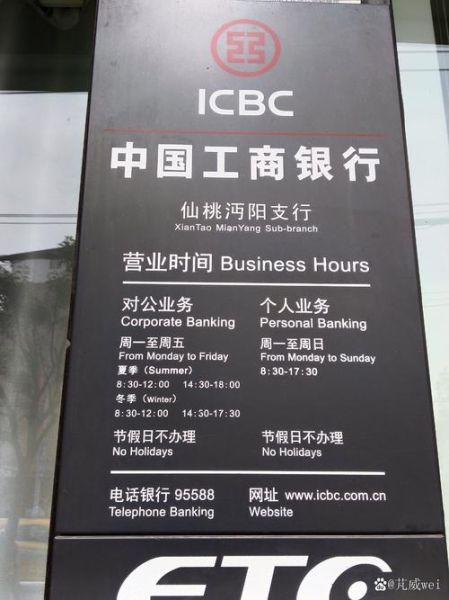 ICBC
中国工商银行
仙桃沔阳支行
XianTao MianYang Sub-branch
营业时间 Business Hours
对公业务
Corporate Banking
周一至周五
From Monday to Friday
夏季（Summer）
8:30-12:00 14:30-18:00
冬季（Winter）
8:30-12:00 14:30-17:30
节假日不办理
No Holidays
个人业务
Personal Banking
周一至周日
From Monday to Sunday
8:30-17:30
节假日不办理
No Holidays
电话银行 95588
Telephone Banking
网址 www.icbc.com.cn
Website
ETC
@芃威wei